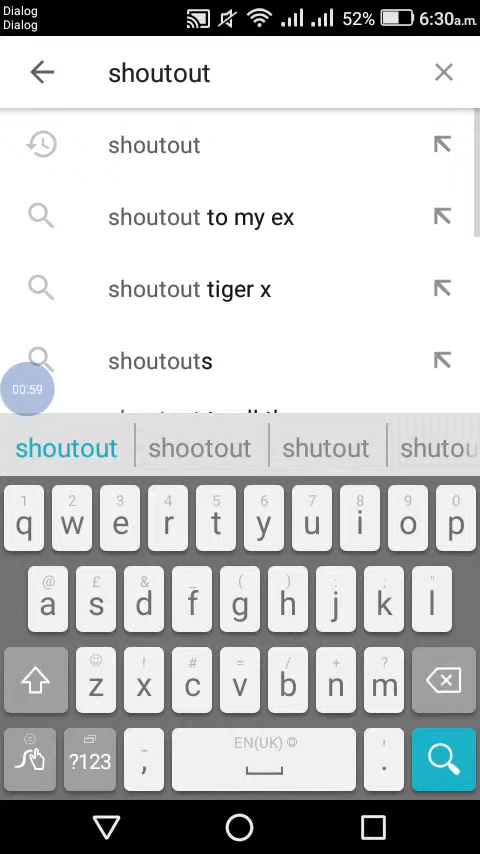 Dialog
Dialog
52% 6:30a.m.
shoutout
shoutout
shoutout to my ex
shoutout tiger x
shoutouts
00:59
shoutout shootout shutout shutou
1 2 3 4 5 6 7 8 9 0
q w e r t y u i o p
@ £ & _ ( ) : ; "
a s d f g h j k l
! # = / + ?
z x c v b n m
EN(UK)
?123 , .